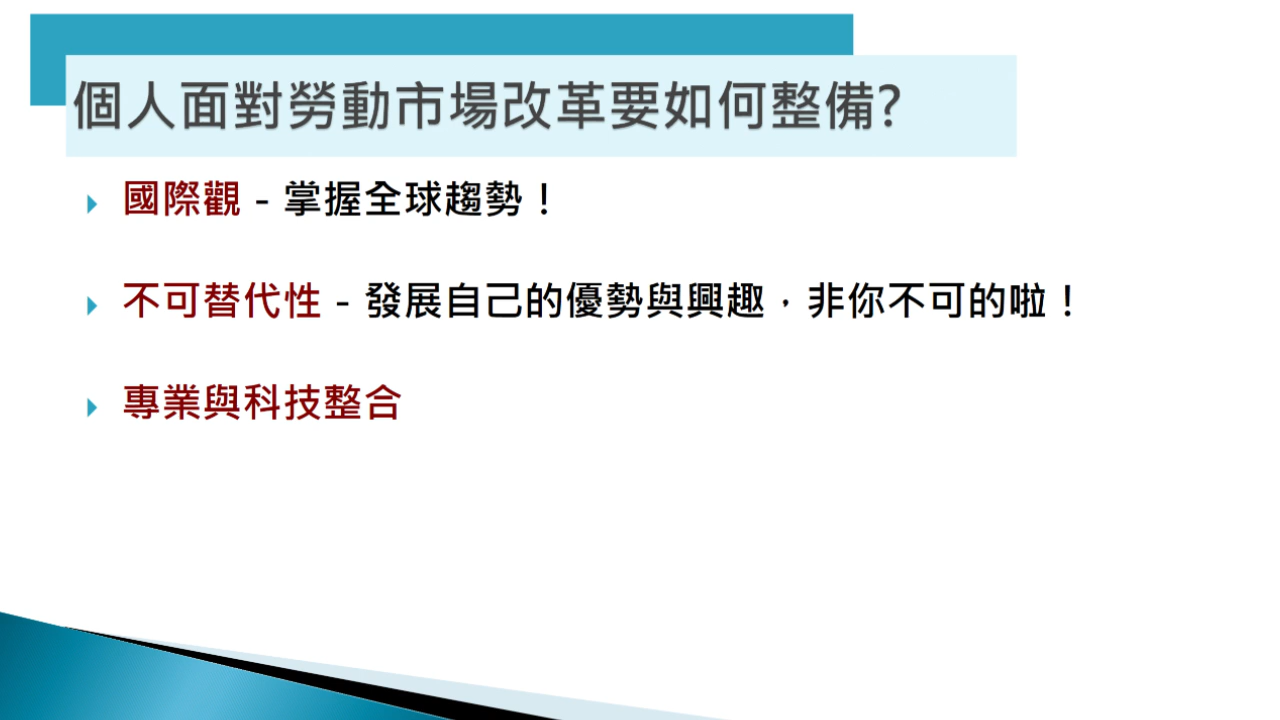 個人面對勞動市場改革要如何整備?
國際觀 - 掌握全球趨勢！
不可替代性 - 發展自己的優勢與興趣，非你不可的啦！
專業與科技整合